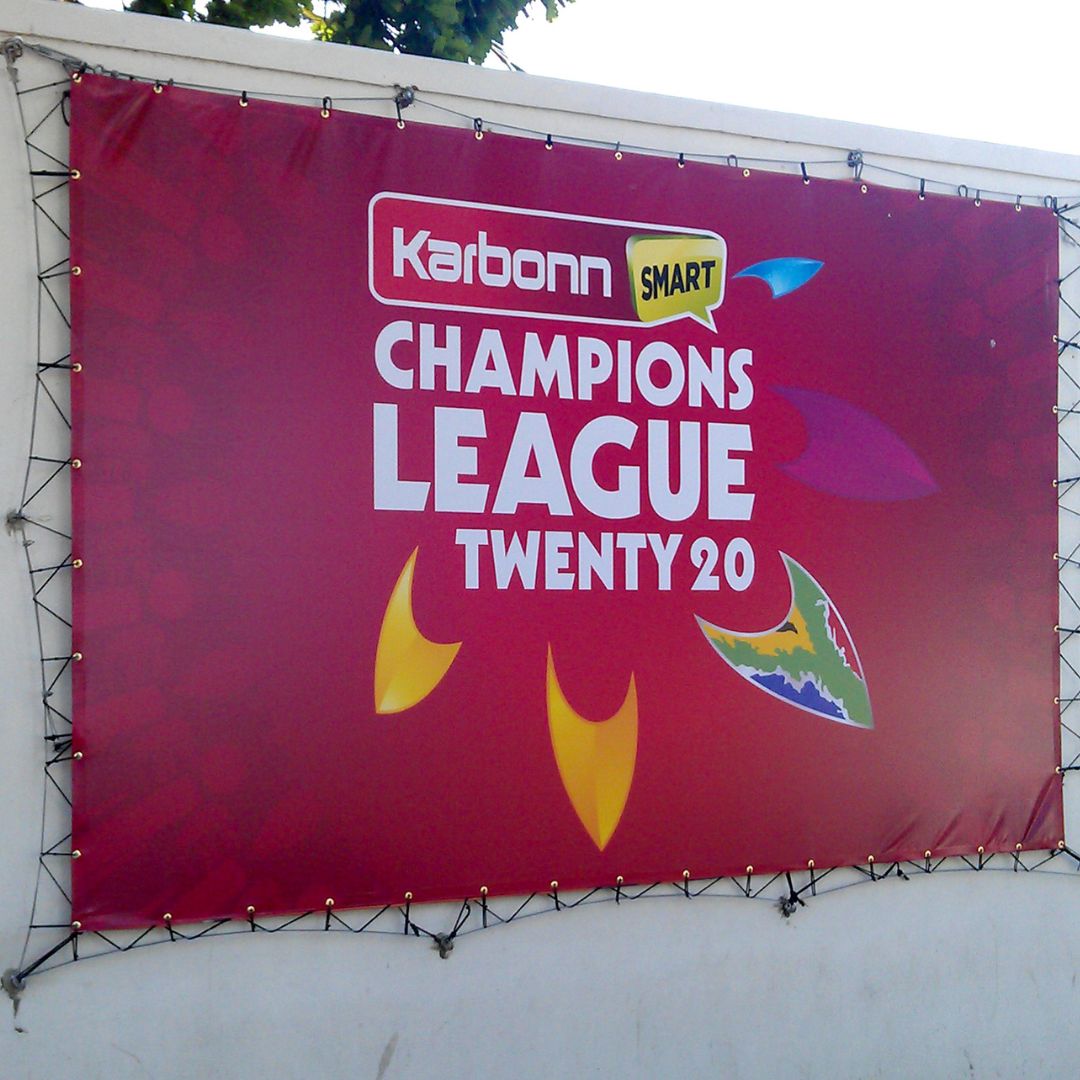 Karbonn SMART
CHAMPIONS
LEAGUE
TWENTY20